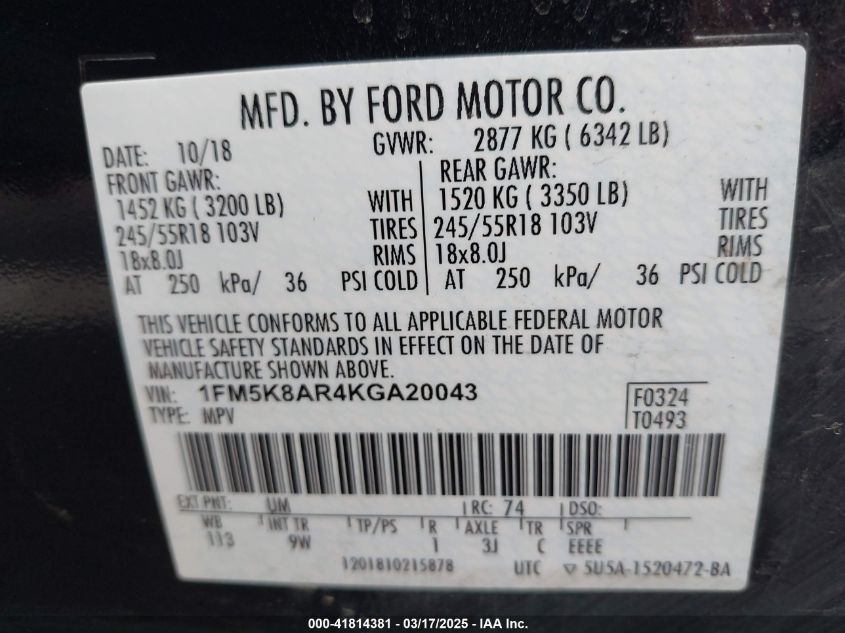 MFD. BY FORD MOTOR CO.
DATE: 10/18 GVWR: 2877 KG ( 6342 LB)
FRONT GAWR: REAR GAWR:
1452 KG ( 3200 LB) WITH 1520 KG ( 3350 LB) WITH
245/55R18 103V TIRES 245/55R18 103V TIRES
18x8.0J RIMS 18x8.0J RIMS
AT 250 kPa/ 36 PSI COLD AT 250 kPa/ 36 PSI COLD
THIS VEHICLE CONFORMS TO ALL APPLICABLE FEDERAL MOTOR
VEHICLE SAFETY STANDARDS IN EFFECT ON THE DATE OF
MANUFACTURE SHOWN ABOVE.
VIN: 1FM5K8AR4KGA20043 F0324
TYPE: MPV T0493
EXT PNT: UM RC: 74 DSO:
WB INT TR TP/PS R AXLE TR SPR
113 9W 1 3J C EEEE
1201810215878 UTC ▽ 5U5A-1520472-BA
000-41814381 - 03/17/2025 - IAAI Inc.